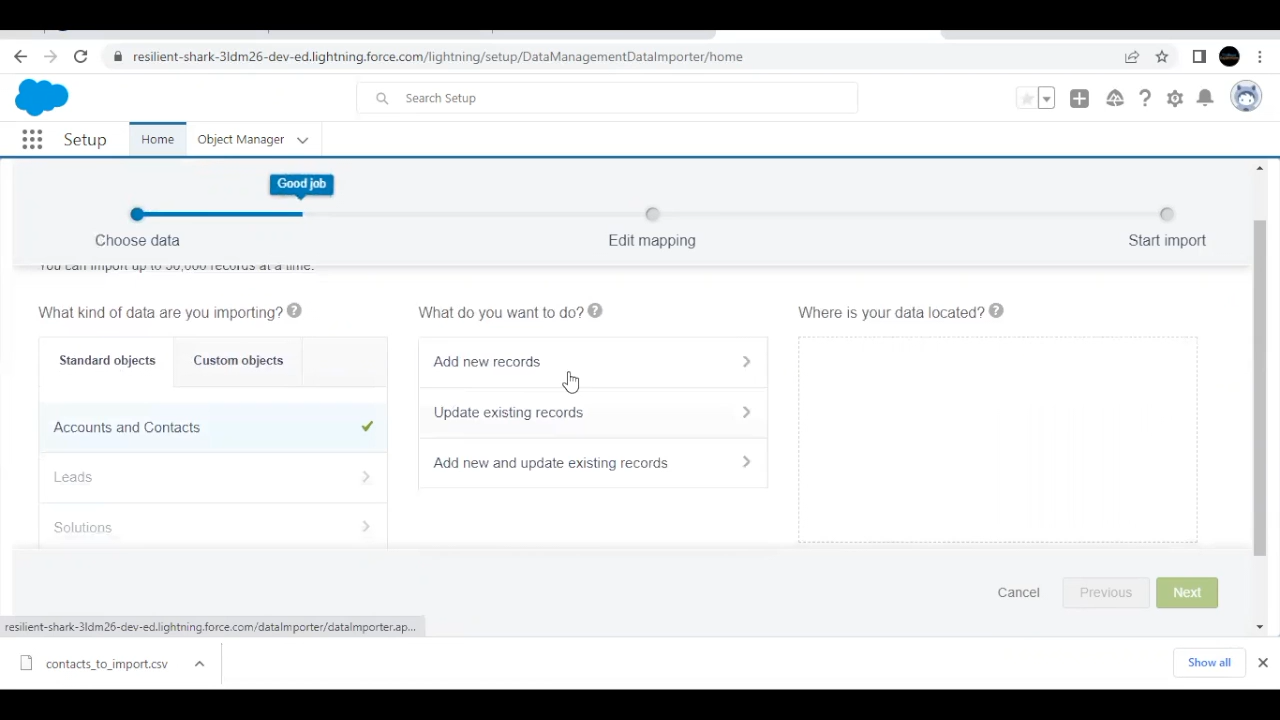 resilient-shark-3ldm26-dev-ed.lightning.force.com/lightning/setup/DataManagementDataImporter/home
Search Setup
Setup
Home
Object Manager
Good job
Choose data
Edit mapping
Start import
You can import up to 50,000 records at a time.
What kind of data are you importing? ?
What do you want to do? ?
Where is your data located? ?
Standard objects
Custom objects
Add new records
Update existing records
Add new and update existing records
Accounts and Contacts
Leads
Solutions
Cancel
Previous
Next
resilient-shark-3ldm26-dev-ed.lightning.force.com/dataImporter/dataImporter.ap...
contacts_to_import.csv
Show all